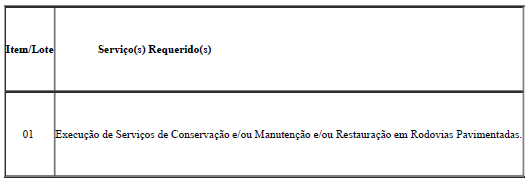 Item/Lote Serviço(s) Requerido(s)
01 Execução de Serviços de Conservação e/ou Manutenção e/ou Restauração em Rodovias Pavimentadas.